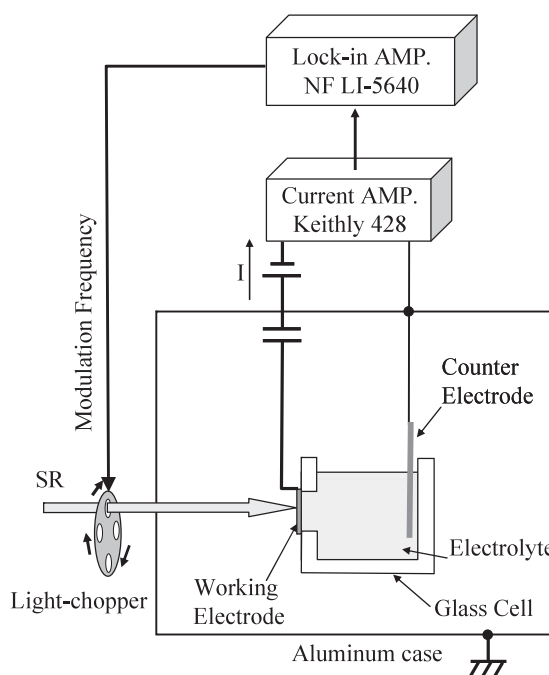 Lock-in AMP.
NF LI-5640
Current AMP.
Keithly 428
I
Modulation Frequency
Counter
Electrode
SR
Electrolyte
Working
Electrode
Light-chopper
Glass Cell
Aluminum case